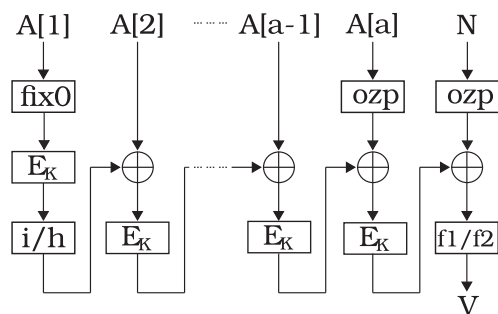 A[1] A[2] ...... A[a-1] A[a] N
fix0 ozp ozp
E_K ......
i/h E_K E_K E_K f1/f2
V